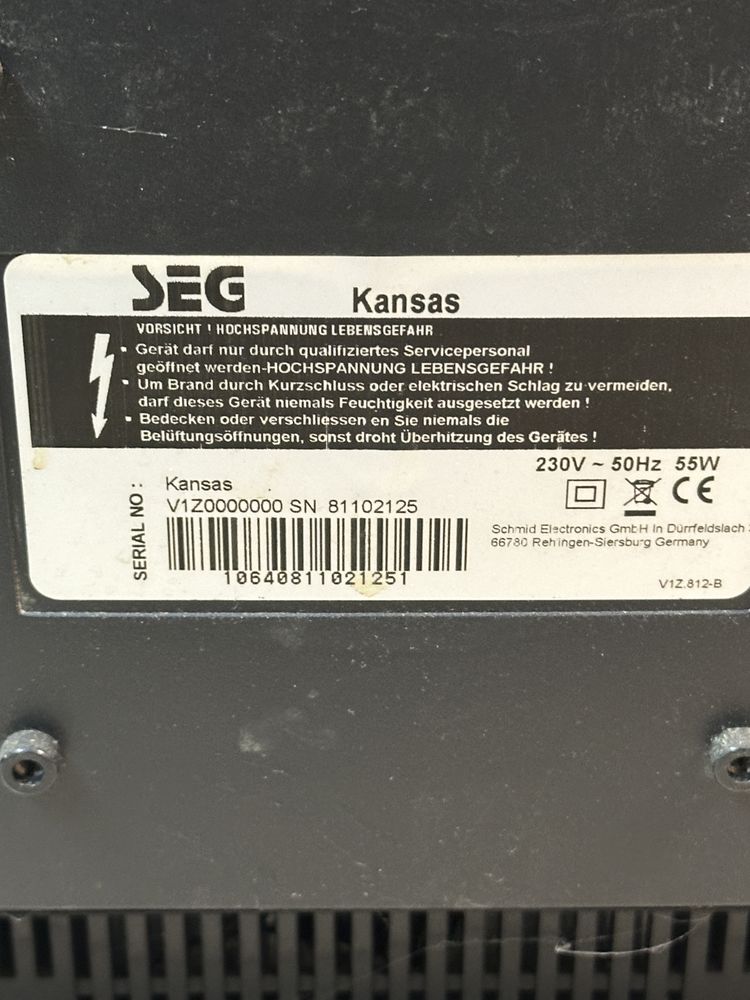 SEG
Kansas
VORSICHT ! HOCHSPANNUNG LEBENSGEFAHR
• Gerät darf nur durch qualifiziertes Servicepersonal
geöffnet werden-HOCHSPANNUNG LEBENSGEFAHR !
• Um Brand durch Kurzschluss oder elektrischen Schlag zu vermeiden,
darf dieses Gerät niemals Feuchtigkeit ausgesetzt werden !
• Bedecken oder verschliessen en Sie niemals die
Belüftungsöffnungen, sonst droht Überhitzung des Gerätes !
230V ~ 50Hz 55W
CE
SERIAL NO :
Kansas
V1Z0000000 SN 81102125
10640811021251
Schmid Electronics GmbH In Dürrfeldslach
66780 Rehlingen-Siersburg Germany
V1Z.812-B